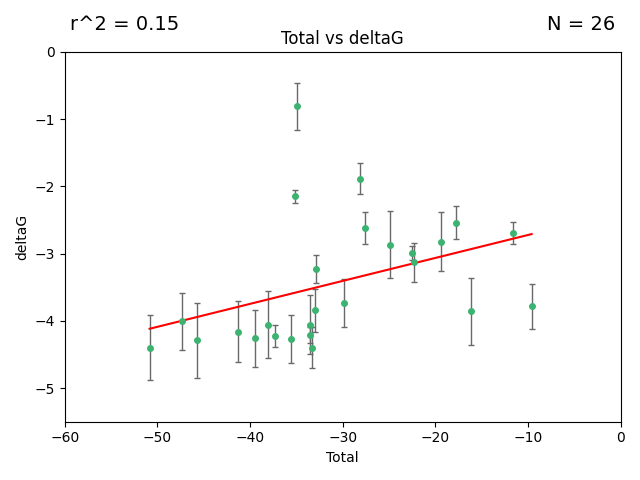 r^2 = 0.15
N = 26
Total vs deltaG
0
−1
−2
−3
−4
−5
deltaG
−60
−50
−40
−30
−20
−10
0
Total